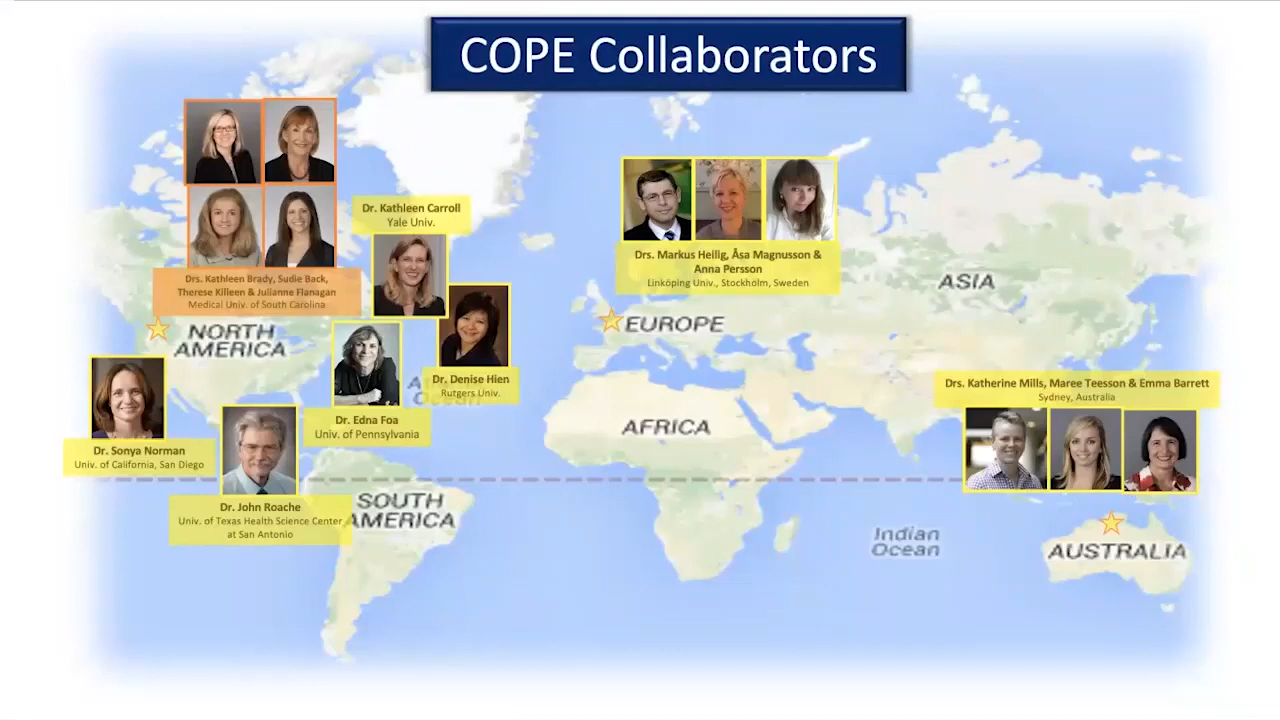 COPE Collaborators
Dr. Kathleen Carroll
Yale Univ.
Drs. Kathleen Brady, Sudie Back,
Therese Killeen & Julianne Flanagan
Medical Univ. of South Carolina
Drs. Markus Heilig, Åsa Magnusson &
Anna Persson
Linköping Univ., Stockholm, Sweden
ASIA
NORTH
AMERICA
EUROPE
Dr. Denise Hien
Rutgers Univ.
Ocean
Drs. Katherine Mills, Maree Teesson & Emma Barrett
Sydney, Australia
Dr. Edna Foa
Univ. of Pennsylvania
AFRICA
Dr. Sonya Norman
Univ. of California, San Diego
Dr. John Roache
Univ. of Texas Health Science Center
at San Antonio
SOUTH
AMERICA
Indian
Ocean
AUSTRALIA